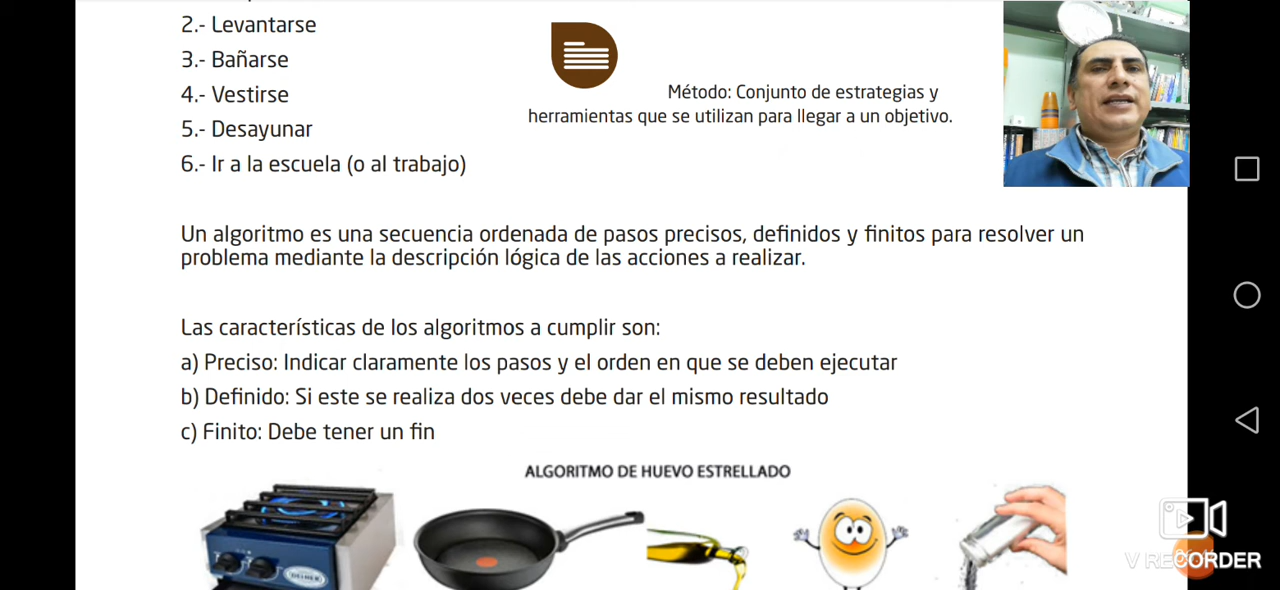 2.- Levantarse
3.- Bañarse
4.- Vestirse
5.- Desayunar
6.- Ir a la escuela (o al trabajo)
Método: Conjunto de estrategias y
herramientas que se utilizan para llegar a un objetivo.
Un algoritmo es una secuencia ordenada de pasos precisos, definidos y finitos para resolver un
problema mediante la descripción lógica de las acciones a realizar.
Las características de los algoritmos a cumplir son:
a) Preciso: Indicar claramente los pasos y el orden en que se deben ejecutar
b) Definido: Si este se realiza dos veces debe dar el mismo resultado
c) Finito: Debe tener un fin
ALGORITMO DE HUEVO ESTRELLADO
V RECORDER